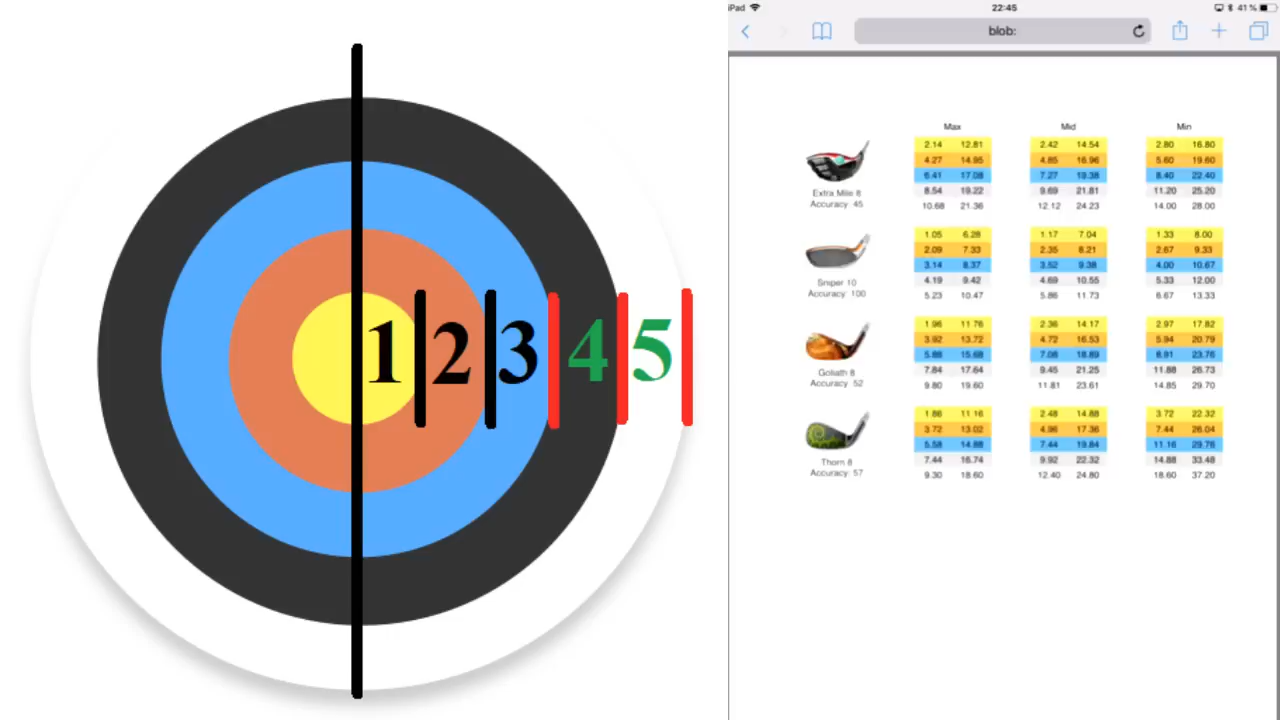 1 2 3 4 5
iPad 22:45 41 %
blob:
Max Mid Min
2.14 12.81 2.42 14.54 2.80 16.80
4.27 14.95 4.85 16.96 5.60 19.60
6.41 17.08 7.27 19.38 8.40 22.40
8.54 19.22 9.69 21.81 11.20 25.20
10.68 21.36 12.12 24.23 14.00 28.00
Extra Mile 8
Accuracy: 45
1.05 6.28 1.17 7.04 1.33 8.00
2.09 7.33 2.35 8.21 2.67 9.33
3.14 8.37 3.52 9.38 4.00 10.67
4.19 9.42 4.69 10.55 5.33 12.00
5.23 10.47 5.86 11.73 6.67 13.33
Sniper 10
Accuracy: 100
1.96 11.76 2.36 14.17 2.97 17.82
3.92 13.72 4.72 16.53 5.94 20.79
5.88 15.68 7.08 18.89 8.91 23.76
7.84 17.64 9.45 21.25 11.88 26.73
9.80 19.60 11.81 23.61 14.85 29.70
Goliath 8
Accuracy: 52
1.86 11.16 2.48 14.88 3.72 22.32
3.72 13.02 4.96 17.36 7.44 26.04
5.58 14.88 7.44 19.84 11.16 29.76
7.44 16.74 9.92 22.32 14.88 33.48
9.30 18.60 12.40 24.80 18.60 37.20
Thorn 8
Accuracy: 57